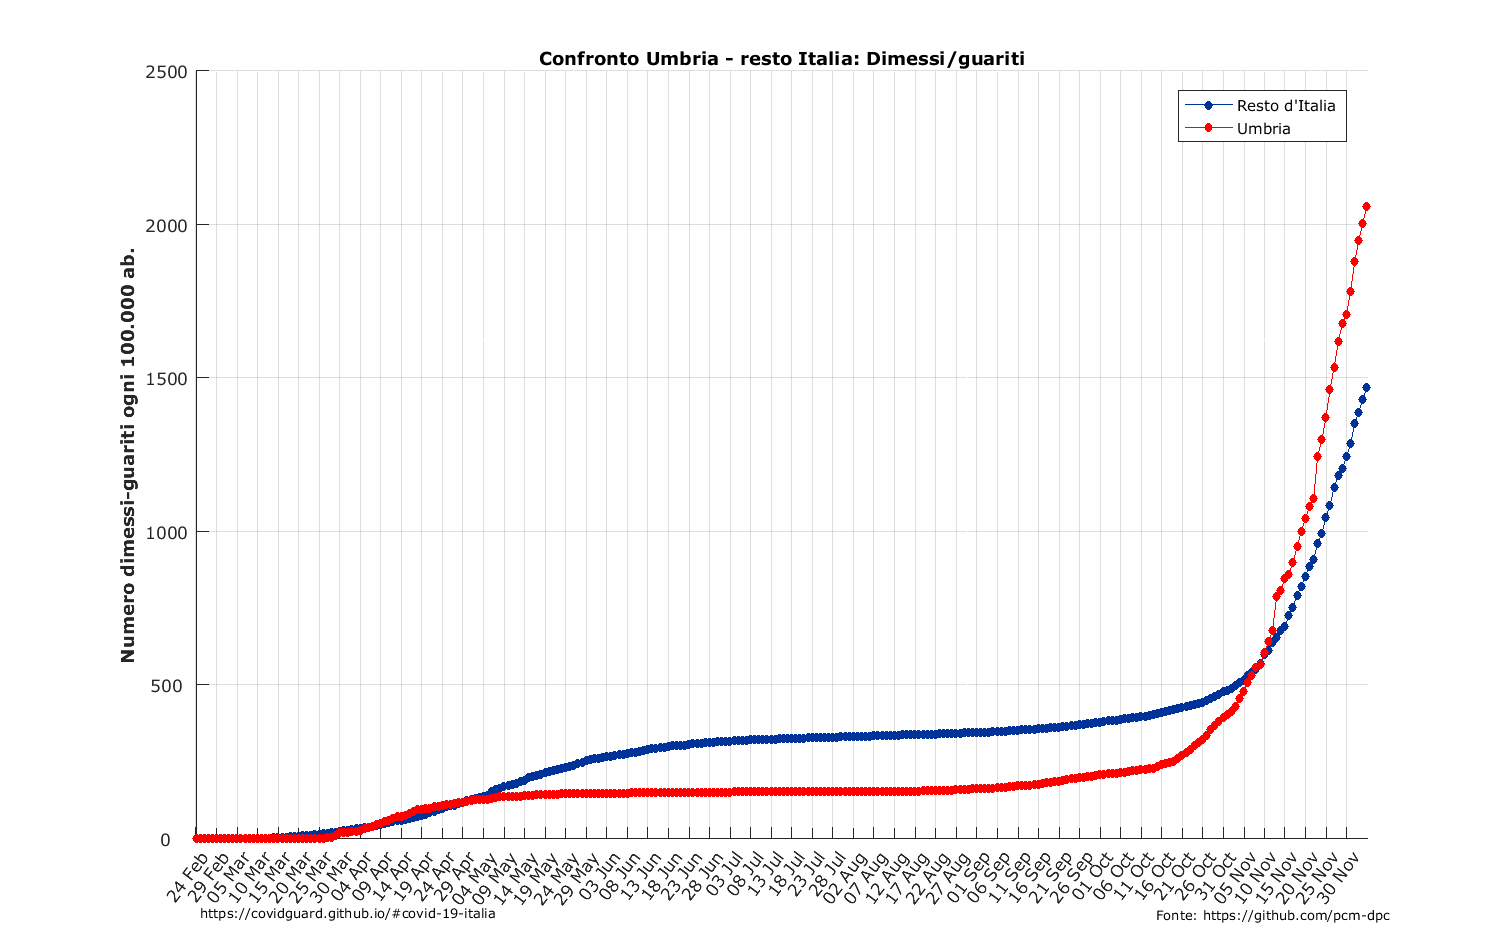 Confronto Umbria - resto Italia: Dimessi/guariti
2500
2000
1500
1000
500
0
Numero dimessi-guariti ogni 100.000 ab.
Resto d'Italia
Umbria
24 Feb
29 Feb
05 Mar
10 Mar
15 Mar
20 Mar
25 Mar
30 Mar
04 Apr
09 Apr
14 Apr
19 Apr
24 Apr
29 Apr
04 May
09 May
14 May
19 May
24 May
29 May
03 Jun
08 Jun
13 Jun
18 Jun
23 Jun
28 Jun
03 Jul
08 Jul
13 Jul
18 Jul
23 Jul
28 Jul
02 Aug
07 Aug
12 Aug
17 Aug
22 Aug
27 Aug
01 Sep
06 Sep
11 Sep
16 Sep
21 Sep
26 Sep
01 Oct
06 Oct
11 Oct
16 Oct
21 Oct
26 Oct
31 Oct
05 Nov
10 Nov
15 Nov
20 Nov
25 Nov
30 Nov
https://covidguard.github.io/#covid-19-italia
Fonte: https://github.com/pcm-dpc